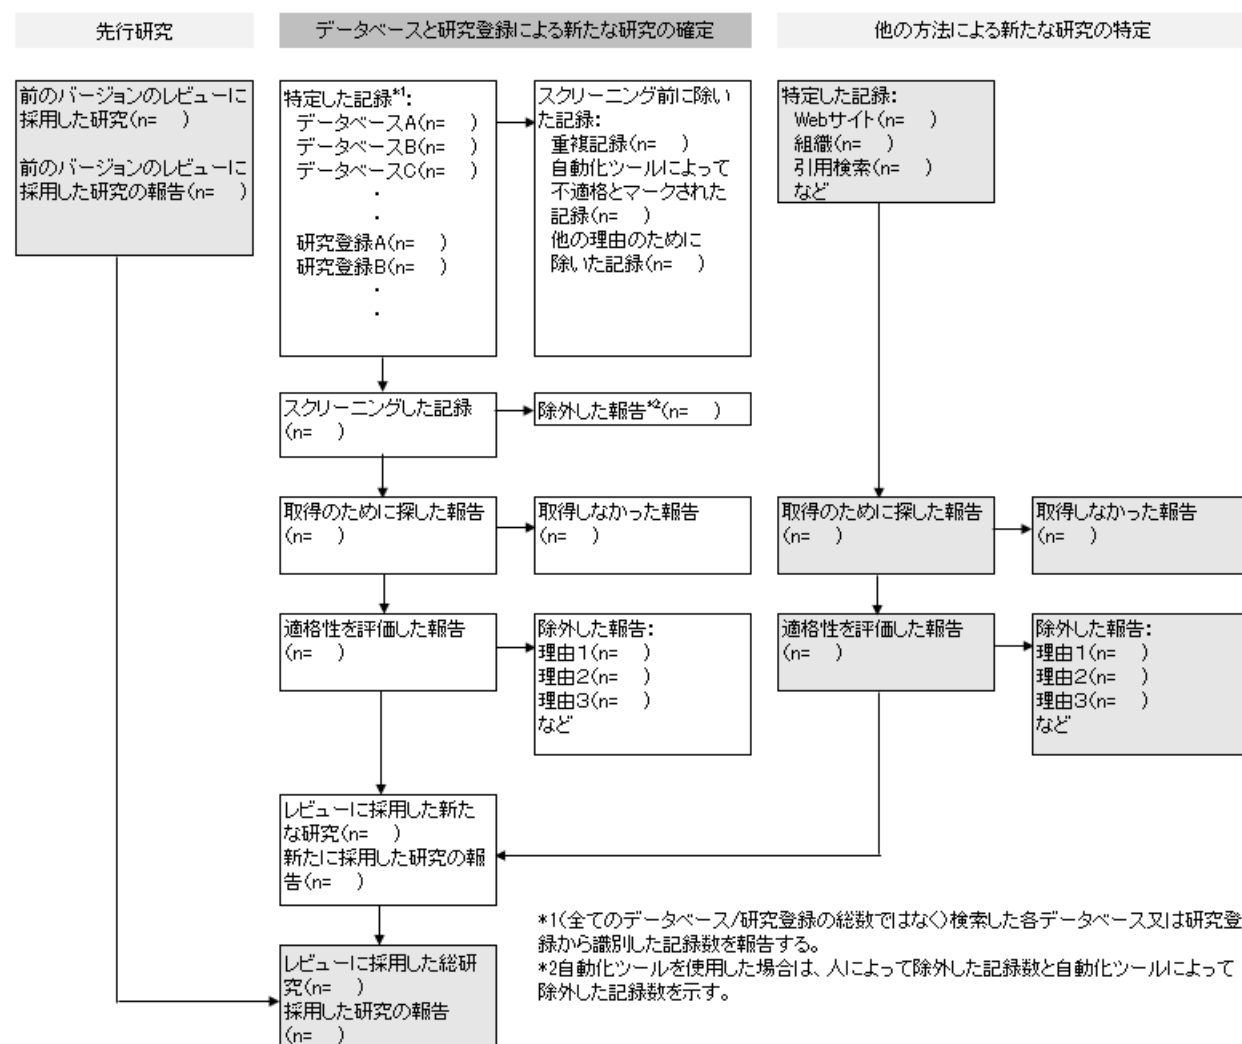 先行研究
データベースと研究登録による新たな研究の確定
他の方法による新たな研究の特定
前のバージョンのレビューに
採用した研究(n=　)
前のバージョンのレビューに
採用した研究の報告(n=　)
特定した記録*1:
データベースA(n=　)
データベースB(n=　)
データベースC(n=　)
・
・
研究登録A(n=　)
研究登録B(n=　)
・
・
スクリーニング前に除い
た記録:
重複記録(n=　)
自動化ツールによって
不適格とマークされた
記録(n=　)
他の理由のために
除いた記録(n=　)
特定した記録:
Webサイト(n=　)
組織(n=　)
引用検索(n=　)
など
スクリーニングした記録
(n=　)
除外した報告*2(n=　)
取得のために探した報告
(n=　)
取得しなかった報告
(n=　)
取得のために探した報告
(n=　)
取得しなかった報告
(n=　)
適格性を評価した報告
(n=　)
除外した報告:
理由1(n=　)
理由2(n=　)
理由3(n=　)
など
適格性を評価した報告
(n=　)
除外した報告:
理由1(n=　)
理由2(n=　)
理由3(n=　)
など
レビューに採用した新た
な研究(n=　)
新たに採用した研究の報
告(n=　)
レビューに採用した総研
究(n=　)
採用した研究の報告
(n=　)
*1(全てのデータベース/研究登録の総数ではなく)検索した各データベース又は研究登
録から識別した記録数を報告する。
*2自動化ツールを使用した場合は、人によって除外した記録数と自動化ツールによって
除外した記録数を示す。